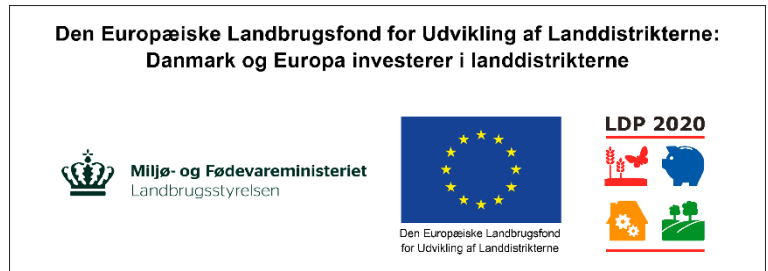 Den Europæiske Landbrugsfond for Udvikling af Landdistrikterne:
Danmark og Europa investerer i landdistrikterne
Miljø- og Fødevareministeriet
Landbrugsstyrelsen
Den Europæiske Landbrugsfond
for Udvikling af Landdistrikterne
LDP 2020